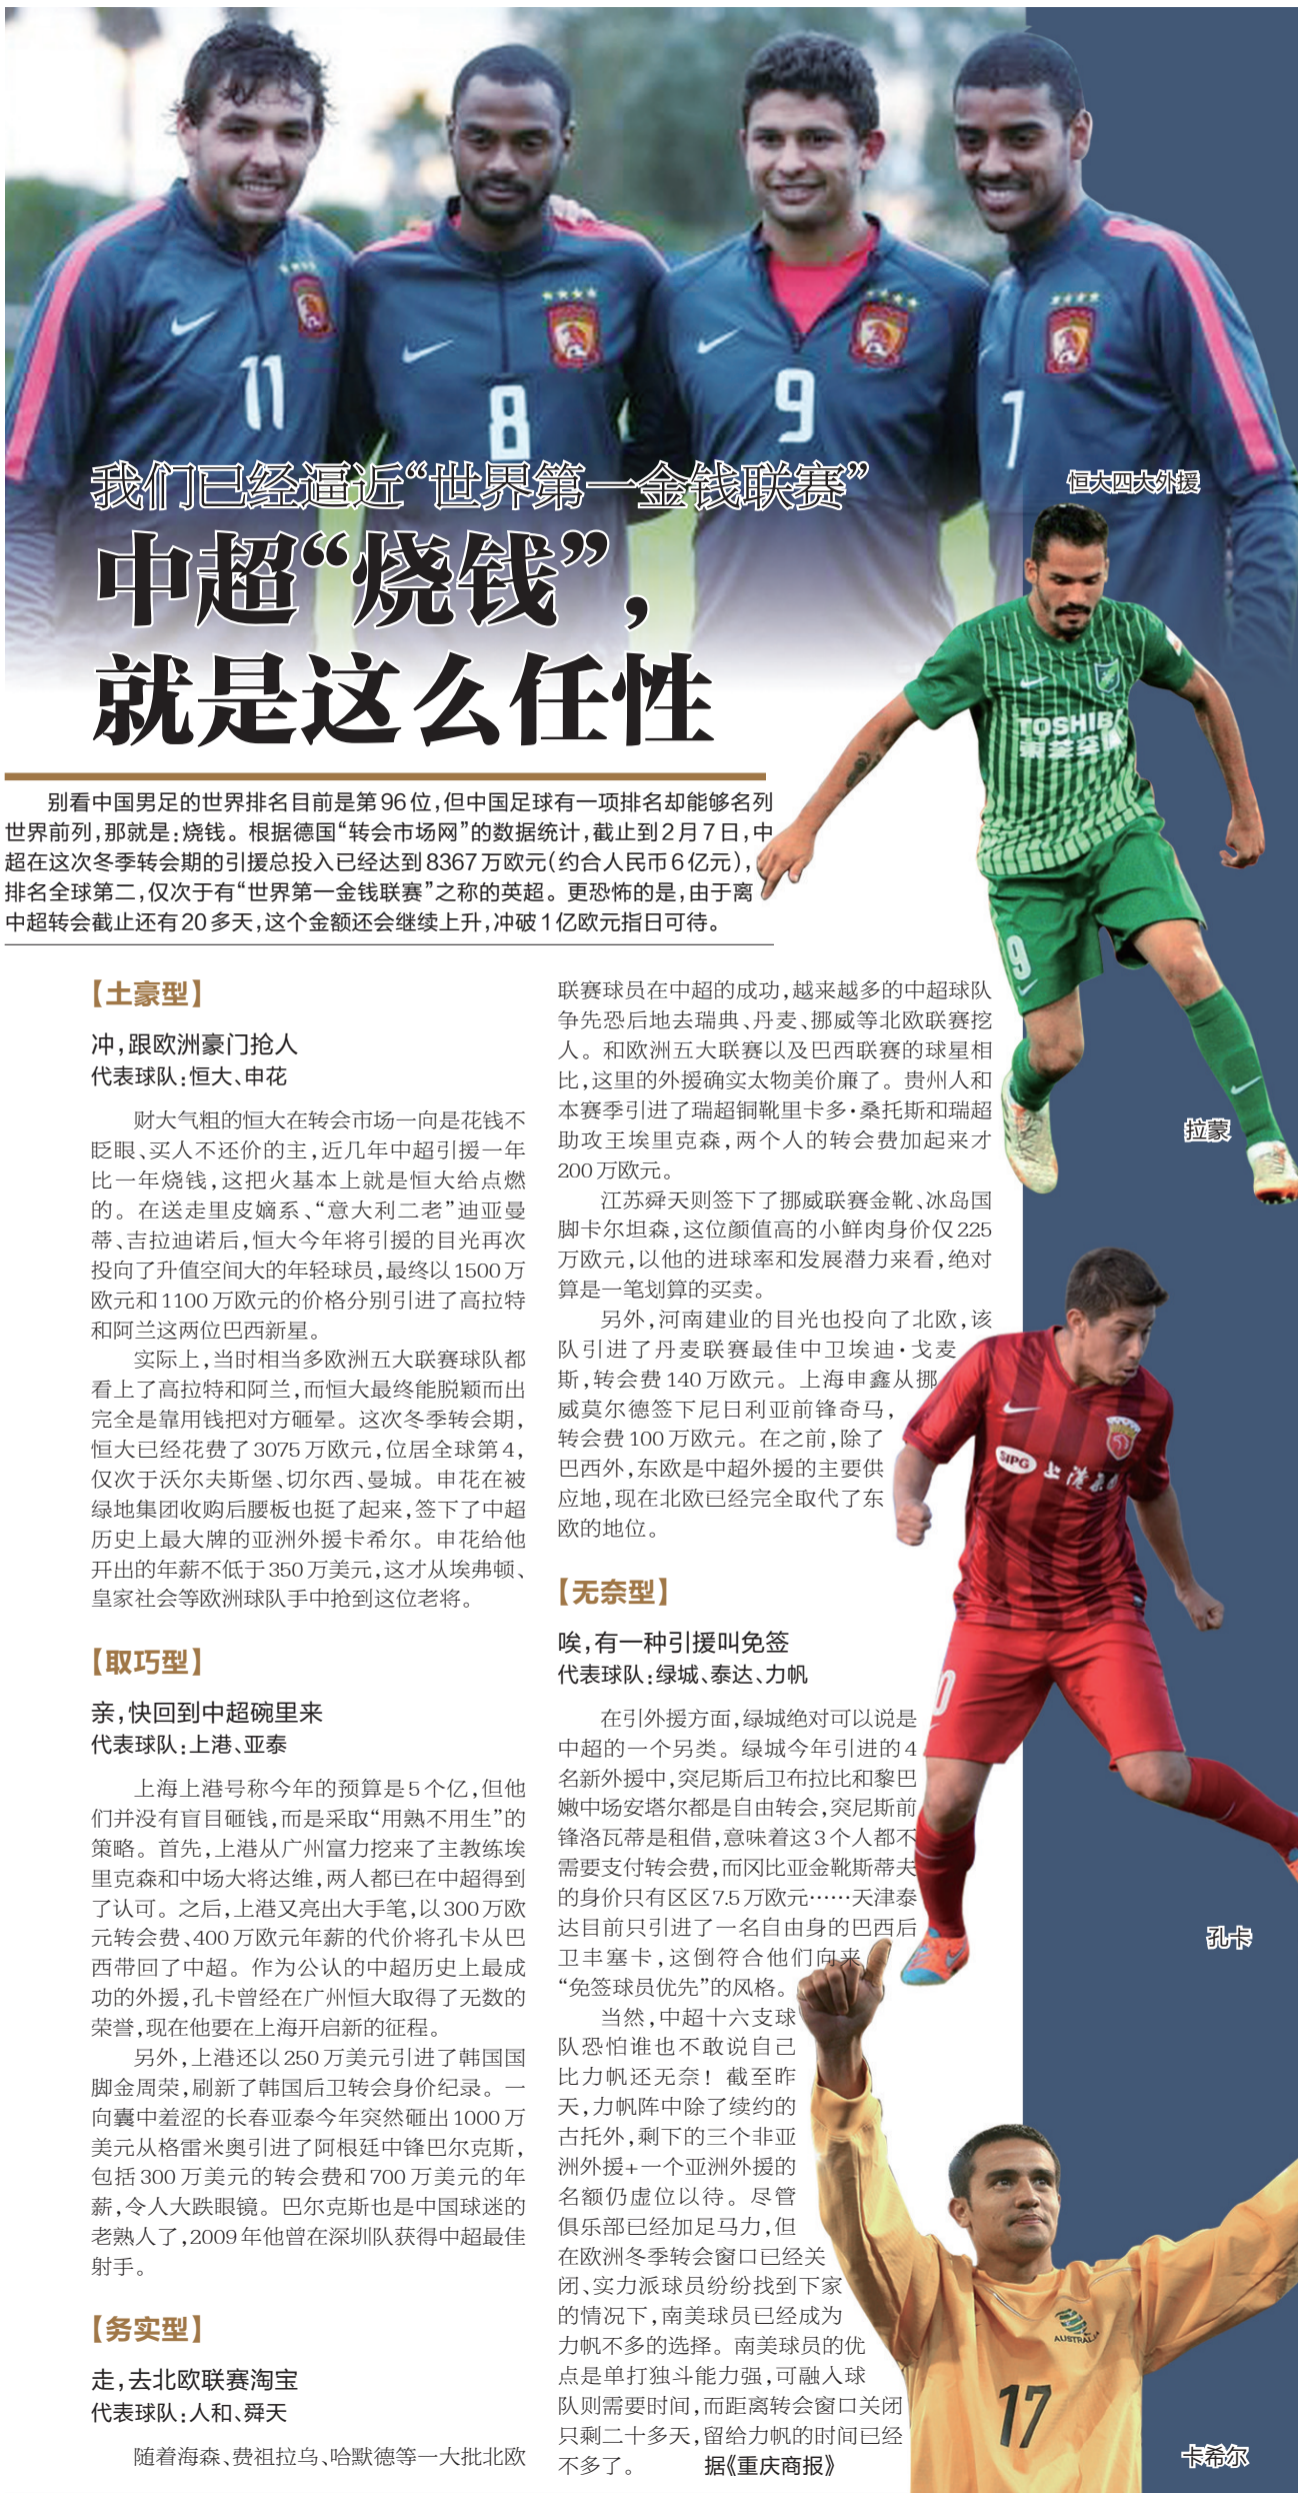 11
8
9
7
我们已经逼近“世界第一金钱联赛”
恒大四大外援
中超“烧钱”,
就是这么任性
别看中国男足的世界排名目前是第96位,但中国足球有一项排名却能够名列
世界前列,那就是:烧钱。根据德国“转会市场网”的数据统计,截止到2月7日,中
超在这次冬季转会期的引援总投入已经达到8367万欧元(约合人民币6亿元),
排名全球第二,仅次于有“世界第一金钱联赛”之称的英超。更恐怖的是,由于离
中超转会截止还有20多天,这个金额还会继续上升,冲破1亿欧元指日可待。
【土豪型】
冲,跟欧洲豪门抢人
代表球队:恒大、申花
财大气粗的恒大在转会市场一向是花钱不
眨眼、买人不还价的主,近几年中超引援一年
比一年烧钱,这把火基本上就是恒大给点燃
的。在送走里皮嫡系、“意大利二老”迪亚曼
蒂、吉拉迪诺后,恒大今年将引援的目光再次
投向了升值空间大的年轻球员,最终以1500万
欧元和1100万欧元的价格分别引进了高拉特
和阿兰这两位巴西新星。
实际上,当时相当多欧洲五大联赛球队都
看上了高拉特和阿兰,而恒大最终能脱颖而出
完全是靠用钱把对方砸晕。这次冬季转会期,
恒大已经花费了3075万欧元,位居全球第4,
仅次于沃尔夫斯堡、切尔西、曼城。申花在被
绿地集团收购后腰板也挺了起来,签下了中超
历史上最大牌的亚洲外援卡希尔。申花给他
开出的年薪不低于350万美元,这才从埃弗顿、
皇家社会等欧洲球队手中抢到这位老将。
【取巧型】
亲,快回到中超碗里来
代表球队:上港、亚泰
上海上港号称今年的预算是5个亿,但他
们并没有盲目砸钱,而是采取“用熟不用生”的
策略。首先,上港从广州富力挖来了主教练埃
里克森和中场大将达维,两人都已在中超得到
了认可。之后,上港又亮出大手笔,以300万欧
元转会费、400万欧元年薪的代价将孔卡从巴
西带回了中超。作为公认的中超历史上最成
功的外援,孔卡曾经在广州恒大取得了无数的
荣誉,现在他要在上海开启新的征程。
另外,上港还以250万美元引进了韩国国
脚金周荣,刷新了韩国后卫转会身价纪录。一
向囊中羞涩的长春亚泰今年突然砸出1000万
美元从格雷米奥引进了阿根廷中锋巴尔克斯,
包括300万美元的转会费和700万美元的年
薪,令人大跌眼镜。巴尔克斯也是中国球迷的
老熟人了,2009年他曾在深圳队获得中超最佳
射手。
【务实型】
走,去北欧联赛淘宝
代表球队:人和、舜天
随着海森、费祖拉乌、哈默德等一大批北欧
联赛球员在中超的成功,越来越多的中超球队
争先恐后地去瑞典、丹麦、挪威等北欧联赛挖
人。和欧洲五大联赛以及巴西联赛的球星相
比,这里的外援确实太物美价廉了。贵州人和
本赛季引进了瑞超铜靴里卡多·桑托斯和瑞超
助攻王埃里克森,两个人的转会费加起来才
200万欧元。
江苏舜天则签下了挪威联赛金靴、冰岛国
脚卡尔坦森,这位颜值高的小鲜肉身价仅225
万欧元,以他的进球率和发展潜力来看,绝对
算是一笔划算的买卖。
另外,河南建业的目光也投向了北欧,该
队引进了丹麦联赛最佳中卫埃迪·戈麦
斯,转会费140万欧元。上海申鑫从挪
威莫尔德签下尼日利亚前锋奇马,
转会费100万欧元。在之前,除了
巴西外,东欧是中超外援的主要供
应地,现在北欧已经完全取代了东
欧的地位。
【无奈型】
唉,有一种引援叫免签
代表球队:绿城、泰达、力帆
在引外援方面,绿城绝对可以说是
中超的一个另类。绿城今年引进的4
名新外援中,突尼斯后卫布拉比和黎巴
嫩中场安塔尔都是自由转会,突尼斯前
锋洛瓦蒂是租借,意味着这3个人都不
需要支付转会费,而冈比亚金靴斯蒂夫
的身价只有区区7.5万欧元……天津泰
达目前只引进了一名自由身的巴西后
卫丰塞卡,这倒符合他们向来
“免签球员优先”的风格。
当然,中超十六支球
队恐怕谁也不敢说自己
比力帆还无奈!截至昨
天,力帆阵中除了续约的
古托外,剩下的三个非亚
洲外援+一个亚洲外援的
名额仍虚位以待。尽管
俱乐部已经加足马力,但
在欧洲冬季转会窗口已经关
闭、实力派球员纷纷找到下家
的情况下,南美球员已经成为
力帆不多的选择。南美球员的优
点是单打独斗能力强,可融入球
队则需要时间,而距离转会窗口关闭
只剩二十多天,留给力帆的时间已经
不多了。 据《重庆商报》
TOSHIB
9
拉蒙
SIPG 上港
0
孔卡
AUSTRALIA
17
卡希尔